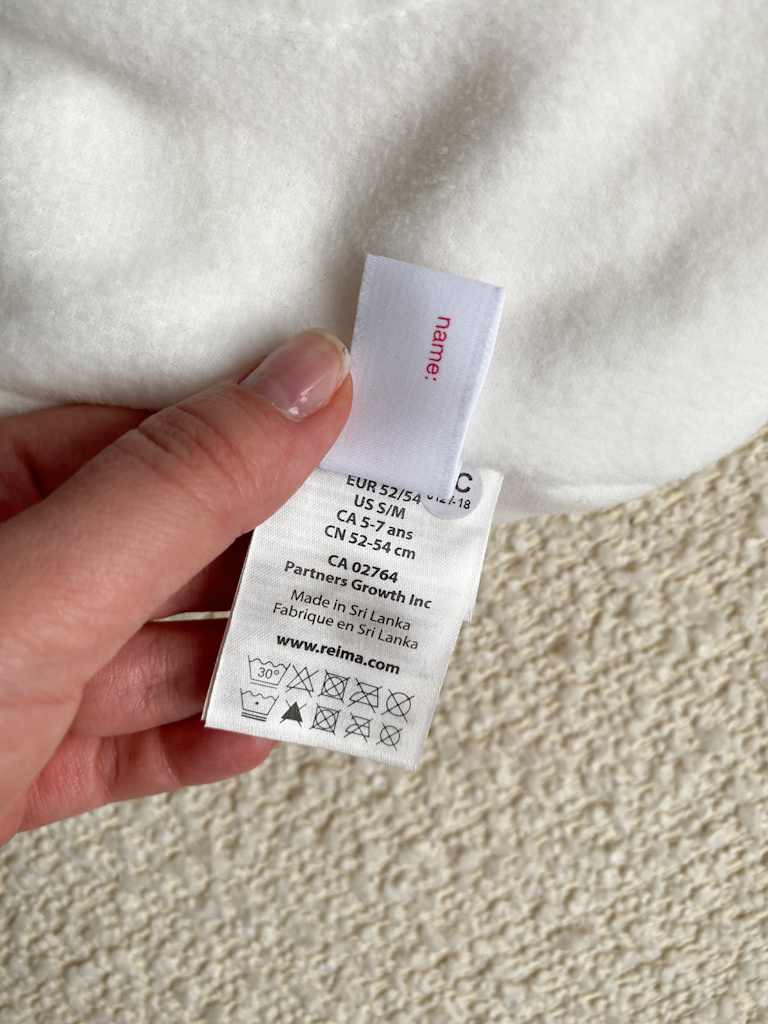 name:
C
EUR 52/54
US S/M
CA 5-7 ans
CN 52-54 cm
CA 02764
Partners Growth Inc
Made in Sri Lanka
Fabrique en Sri Lanka
www.reima.com
30°